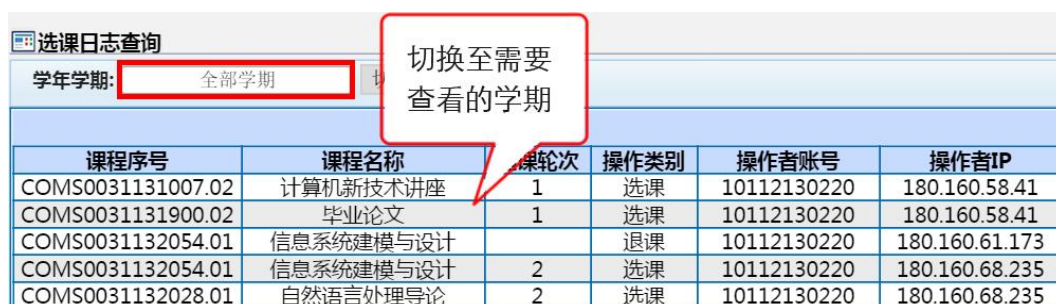 选课日志查询
学年学期: 全部学期
切换至需要
查看的学期
课程序号 课程名称 课轮次 操作类别 操作者账号 操作者IP
COMS0031131007.02 计算机新技术讲座 1 选课 10112130220 180.160.58.41
COMS0031131900.02 毕业论文 1 选课 10112130220 180.160.58.41
COMS0031132054.01 信息系统建模与设计 退课 10112130220 180.160.61.173
COMS0031132054.01 信息系统建模与设计 2 选课 10112130220 180.160.68.235
COMS0031132028.01 自然语言处理导论 2 选课 10112130220 180.160.68.235